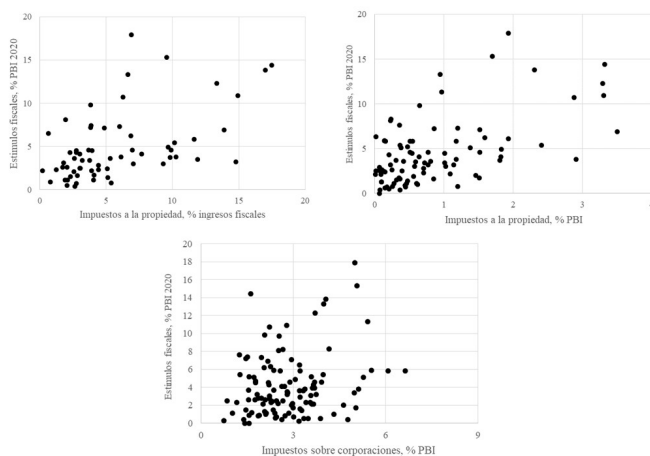 Estímulos fiscales, % PBI 2020
20
15
10
5
0
0 5 10 15 20
Impuestos a la propiedad, % ingresos fiscales
Estímulos fiscales, % PBI 2020
20
15
10
5
0
0 1 2 3
Impuestos a la propiedad, % PBI
Estímulos fiscales, % PBI 2020
20
18
16
14
12
10
8
6
4
2
0
0 3 6 9
Impuestos sobre corporaciones, % PBI